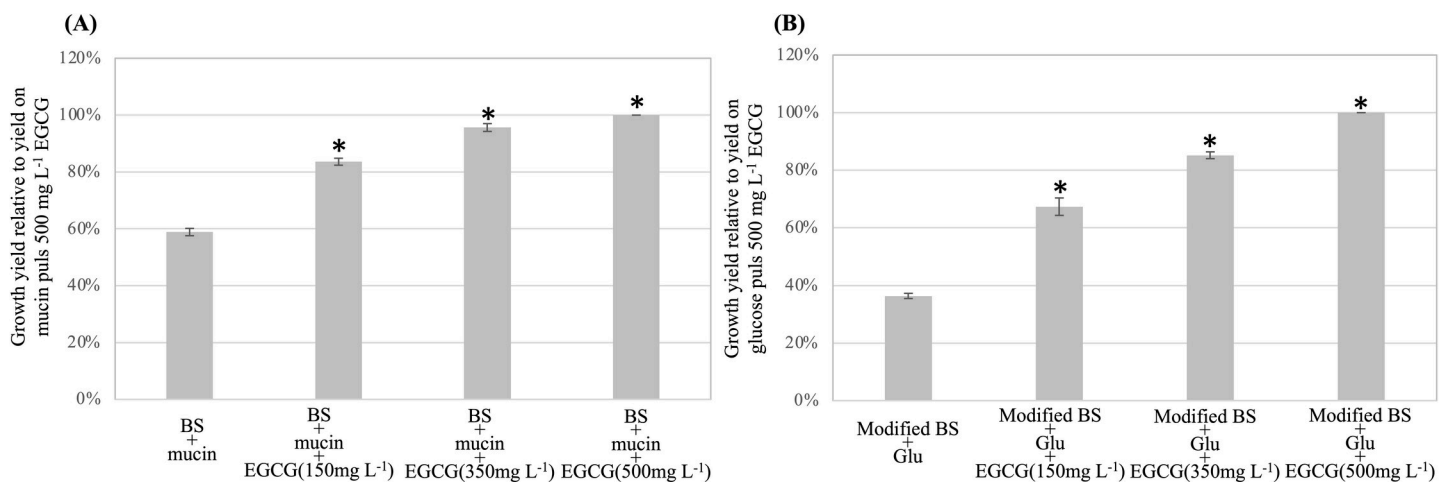 (A)
Growth yield relative to yield on
mucin puls 500 mg L-1 EGCG
120%
100%
80%
60%
40%
20%
0%
*
*
*
BS
+
mucin
BS
+
mucin
+
EGCG(150mg L-1)
BS
+
mucin
+
EGCG(350mg L-1)
BS
+
mucin
+
EGCG(500mg L-1)
(B)
Growth yield relative to yield on
glucose puls 500 mg L-1 EGCG
120%
100%
80%
60%
40%
20%
0%
*
*
*
Modified BS
+
Glu
Modified BS
+
Glu
+
EGCG(150mg L-1)
Modified BS
+
Glu
+
EGCG(350mg L-1)
Modified BS
+
Glu
+
EGCG(500mg L-1)